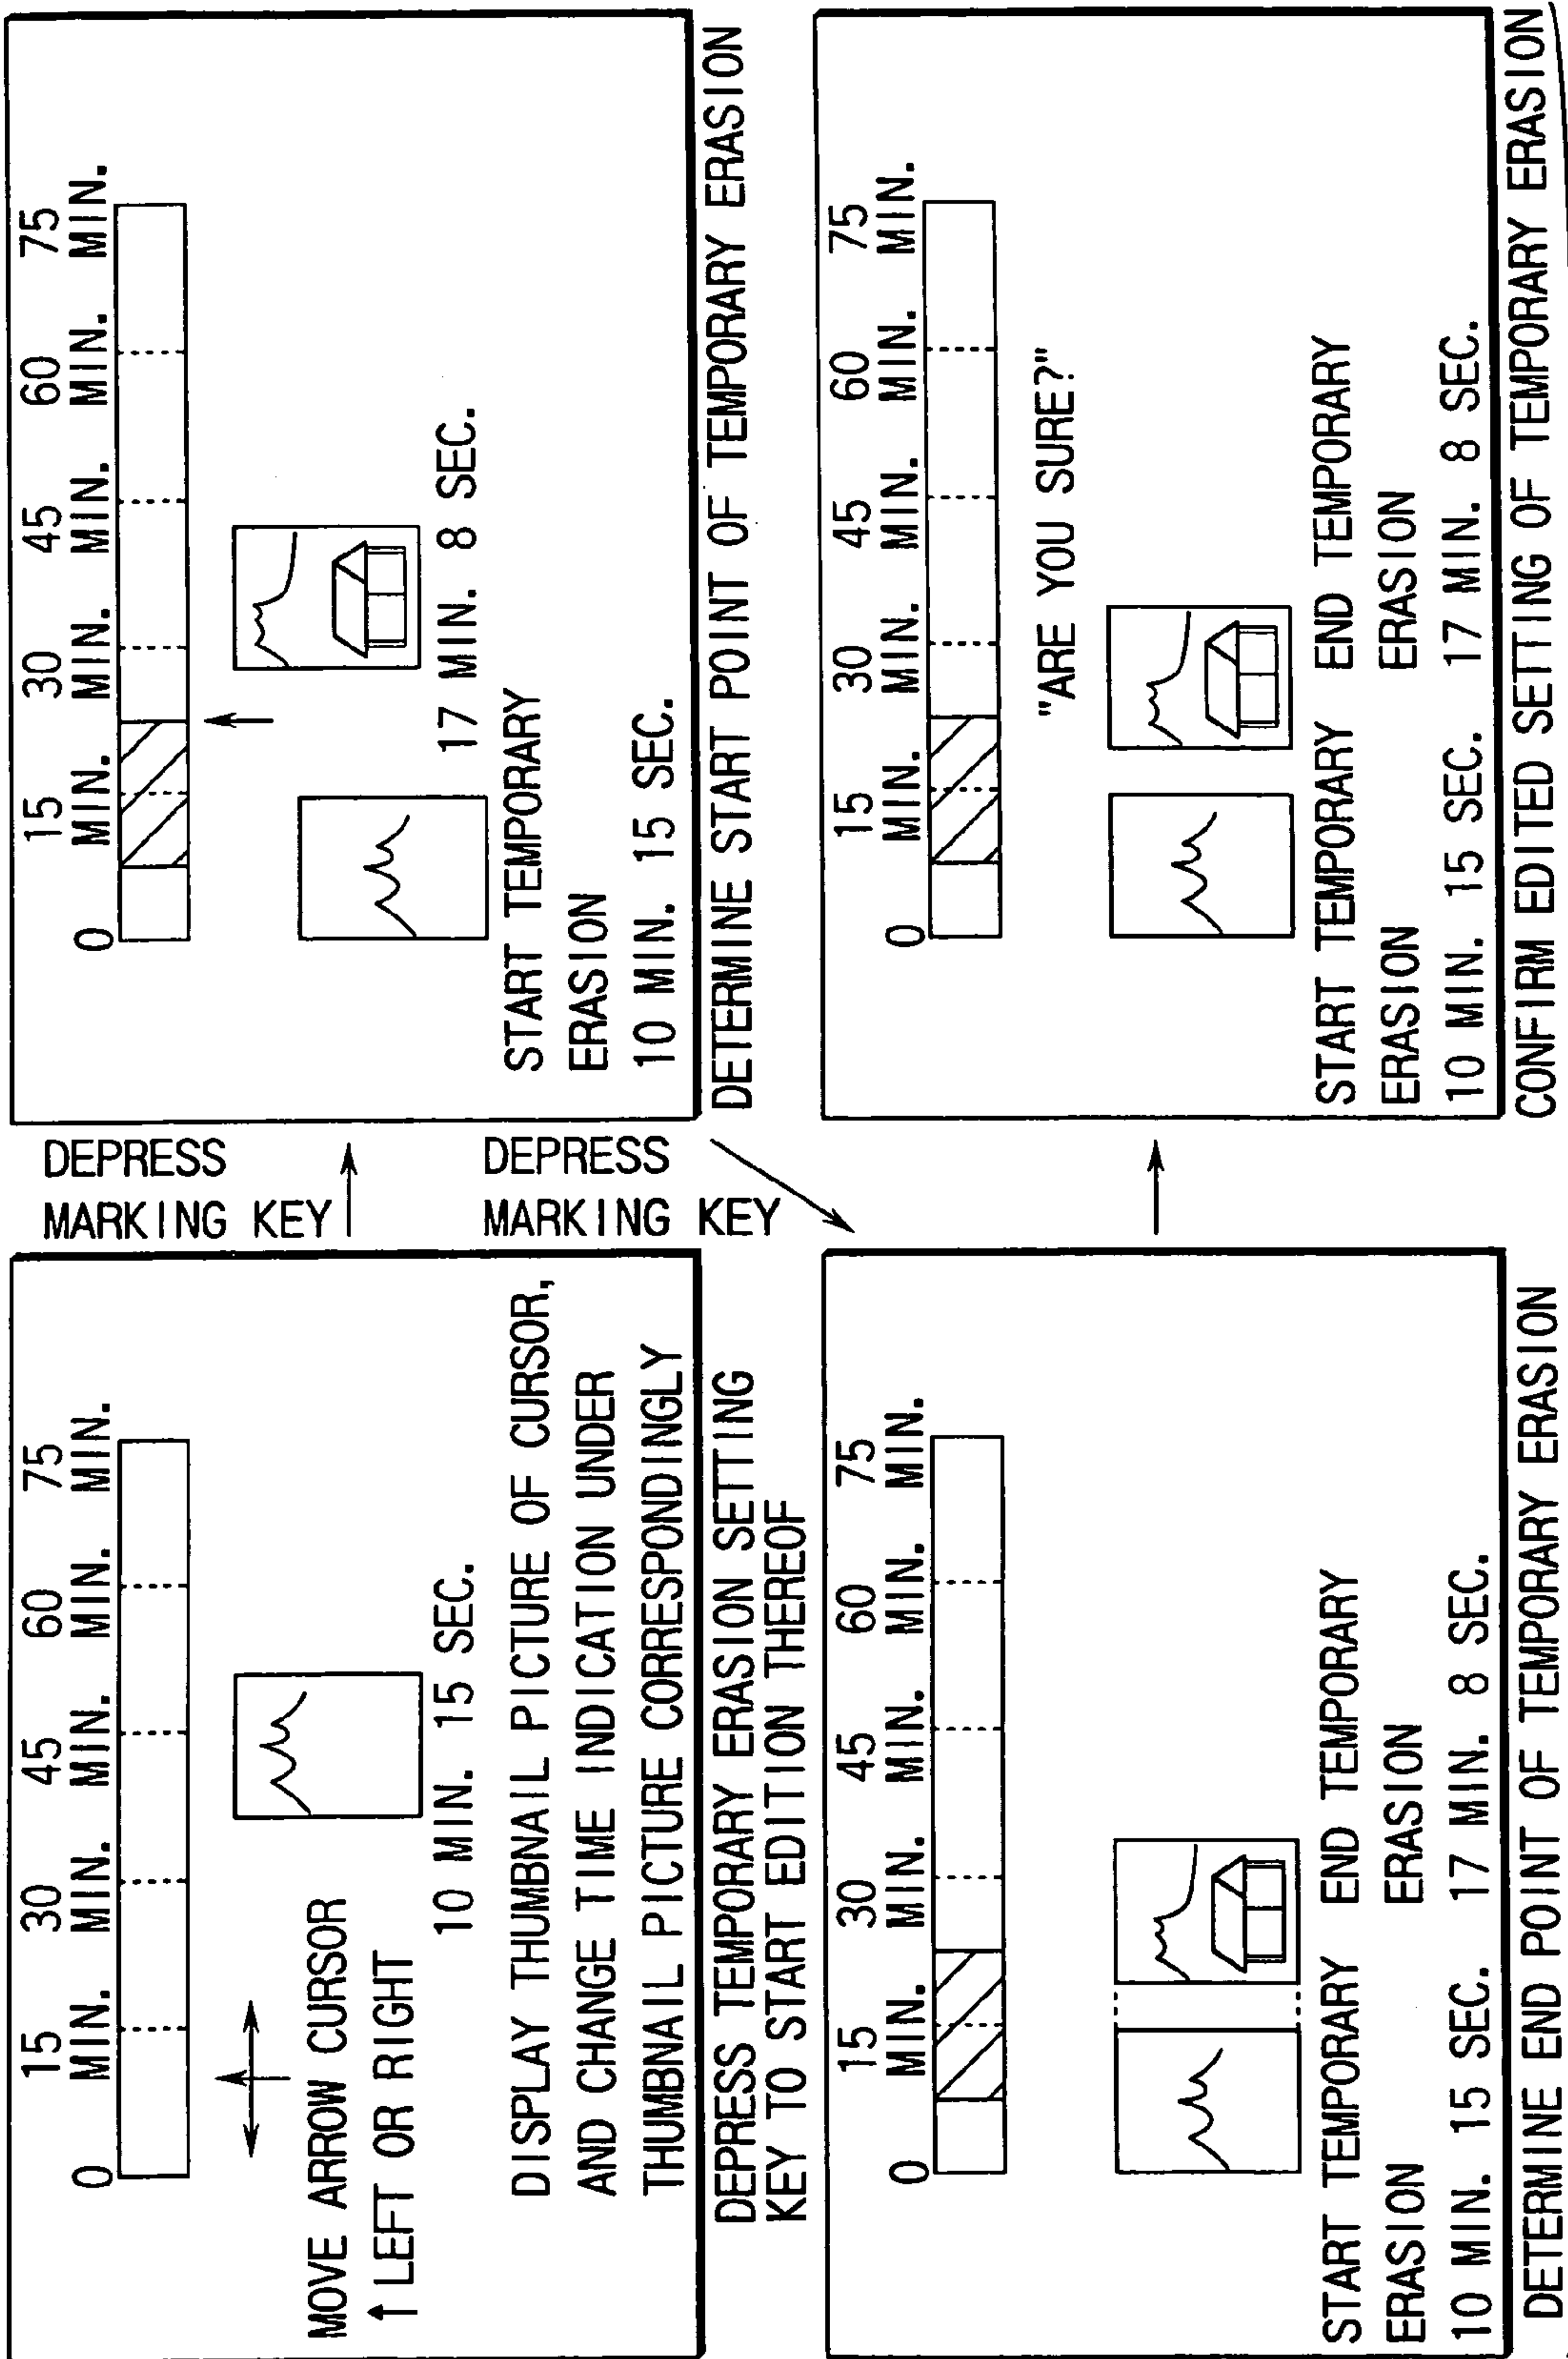 0
15
MIN.
30
MIN.
45
MIN.
60
MIN.
75
MIN.
MOVE ARROW CURSOR
↑ LEFT OR RIGHT
10 MIN. 15 SEC.
DISPLAY THUMBNAIL PICTURE OF CURSOR,
AND CHANGE TIME INDICATION UNDER
THUMBNAIL PICTURE CORRESPONDINGLY
DEPRESS TEMPORARY ERASION SETTING
KEY TO START EDITION THEREOF
DEPRESS
MARKING KEY
0
15
MIN.
30
MIN.
45
MIN.
60
MIN.
75
MIN.
17 MIN. 8 SEC.
START TEMPORARY
ERASION
10 MIN. 15 SEC.
DETERMINE START POINT OF TEMPORARY ERASION
DEPRESS
MARKING KEY
0
15
MIN.
30
MIN.
45
MIN.
60
MIN.
75
MIN.
START TEMPORARY END TEMPORARY
ERASION ERASION
10 MIN. 15 SEC. 17 MIN. 8 SEC.
DETERMINE END POINT OF TEMPORARY ERASION
0
15
MIN.
30
MIN.
45
MIN.
60
MIN.
75
MIN.
"ARE YOU SURE?"
START TEMPORARY END TEMPORARY
ERASION ERASION
10 MIN. 15 SEC. 17 MIN. 8 SEC.
CONFIRM EDITED SETTING OF TEMPORARY ERASION